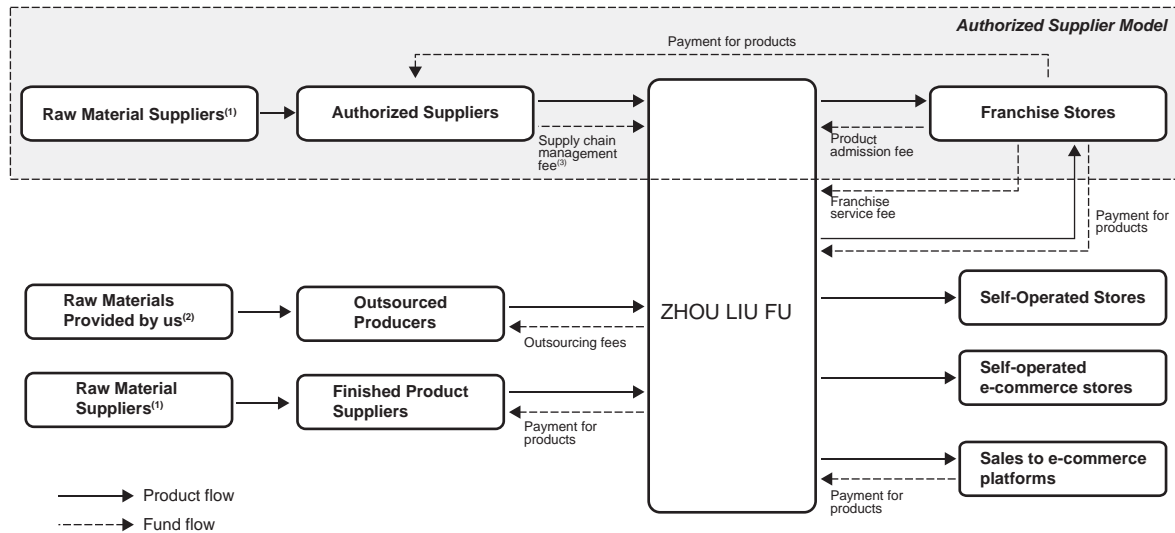 Authorized Supplier Model
Payment for products
Raw Material Suppliers(1)
Authorized Suppliers
Franchise Stores
Supply chain
management
fee(3)
Product
admission fee
Franchise
service fee
Payment for
products
Raw Materials
Provided by us(2)
Outsourced
Producers
Outsourcing fees
ZHOU LIU FU
Self-Operated Stores
Raw Material
Suppliers(1)
Finished Product
Suppliers
Payment for
products
Self-operated
e-commerce stores
Sales to e-commerce
platforms
Payment for
products
Product flow
Fund flow